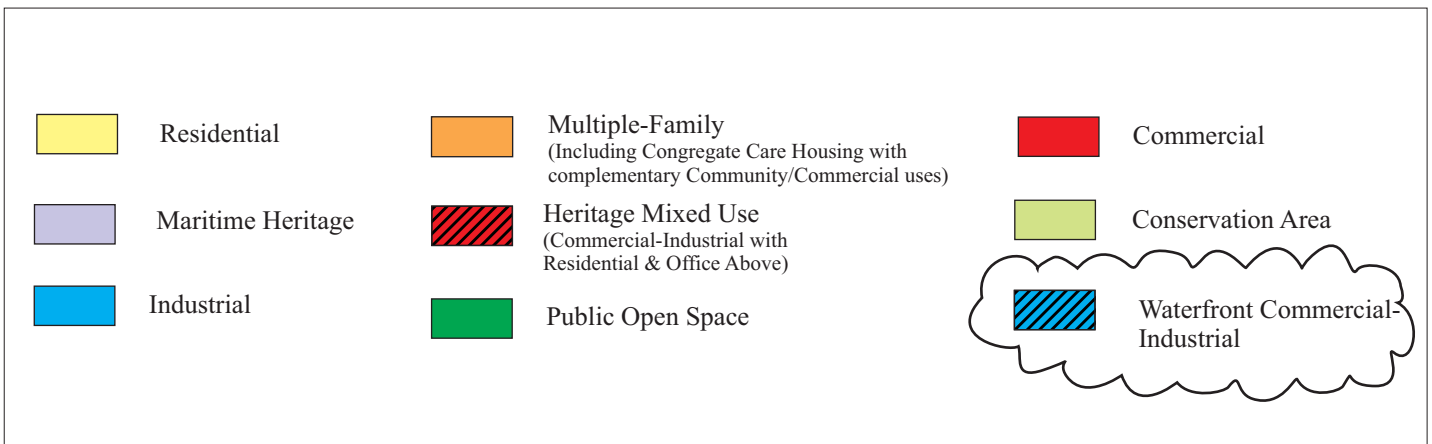 Residential
Maritime Heritage
Industrial
Multiple-Family
(Including Congregate Care Housing with
complementary Community/Commercial uses)
Heritage Mixed Use
(Commercial-Industrial with
Residential & Office Above)
Public Open Space
Commercial
Conservation Area
Waterfront Commercial-
Industrial